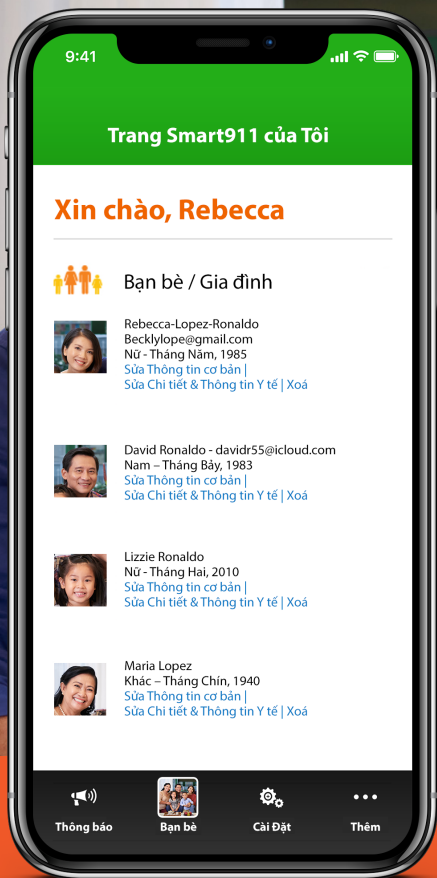 9:41
Trang Smart911 của Tôi
Xin chào, Rebecca
Bạn bè / Gia đình
Rebecca-Lopez-Ronaldo
Becklylope@gmail.com
Nữ - Tháng Năm, 1985
Sửa Thông tin cơ bản |
Sửa Chi tiết & Thông tin Y tế | Xoá
David Ronaldo - davidr55@icloud.com
Nam – Tháng Bảy, 1983
Sửa Thông tin cơ bản |
Sửa Chi tiết & Thông tin Y tế | Xoá
Lizzie Ronaldo
Nữ - Tháng Hai, 2010
Sửa Thông tin cơ bản |
Sửa Chi tiết & Thông tin Y tế | Xoá
Maria Lopez
Khác – Tháng Chín, 1940
Sửa Thông tin cơ bản |
Sửa Chi tiết & Thông tin Y tế | Xoá
Thông báo
Bạn bè
Cài Đặt
Thêm